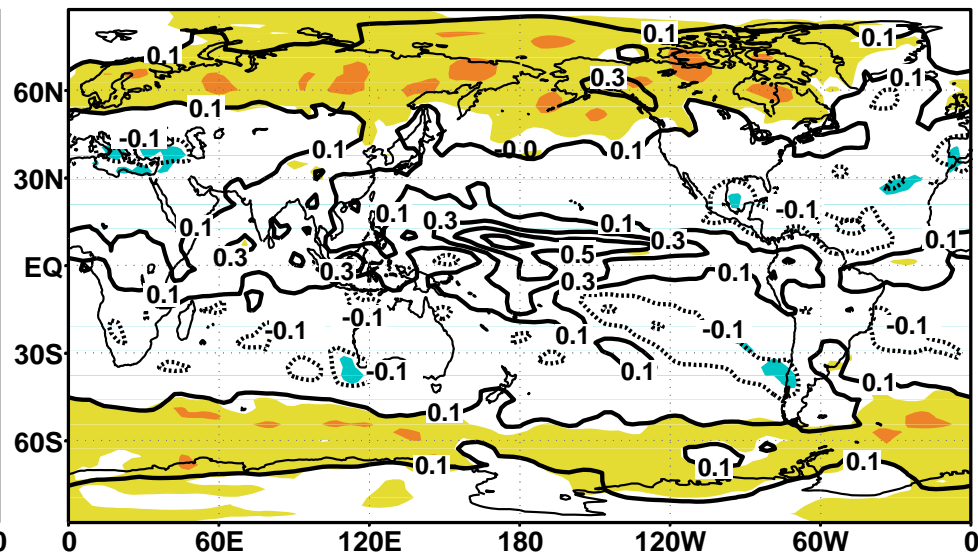 0.1 0.1
0.1
60N 0.3 0.1
0.1
-0.1 0.1 -0.0 0.1
30N
0.1 0.1 0.3 0.1 -0.1
0.3 0.5 0.3 0.1
EQ 0.3 0.3 0.1
0.1
-0.1 -0.1 0.1 -0.1 -0.1
30S -0.1 0.1 0.1
0.1
60S
0.1 0.1 0.1
0 0 60E 120E 180 120W 60W 0